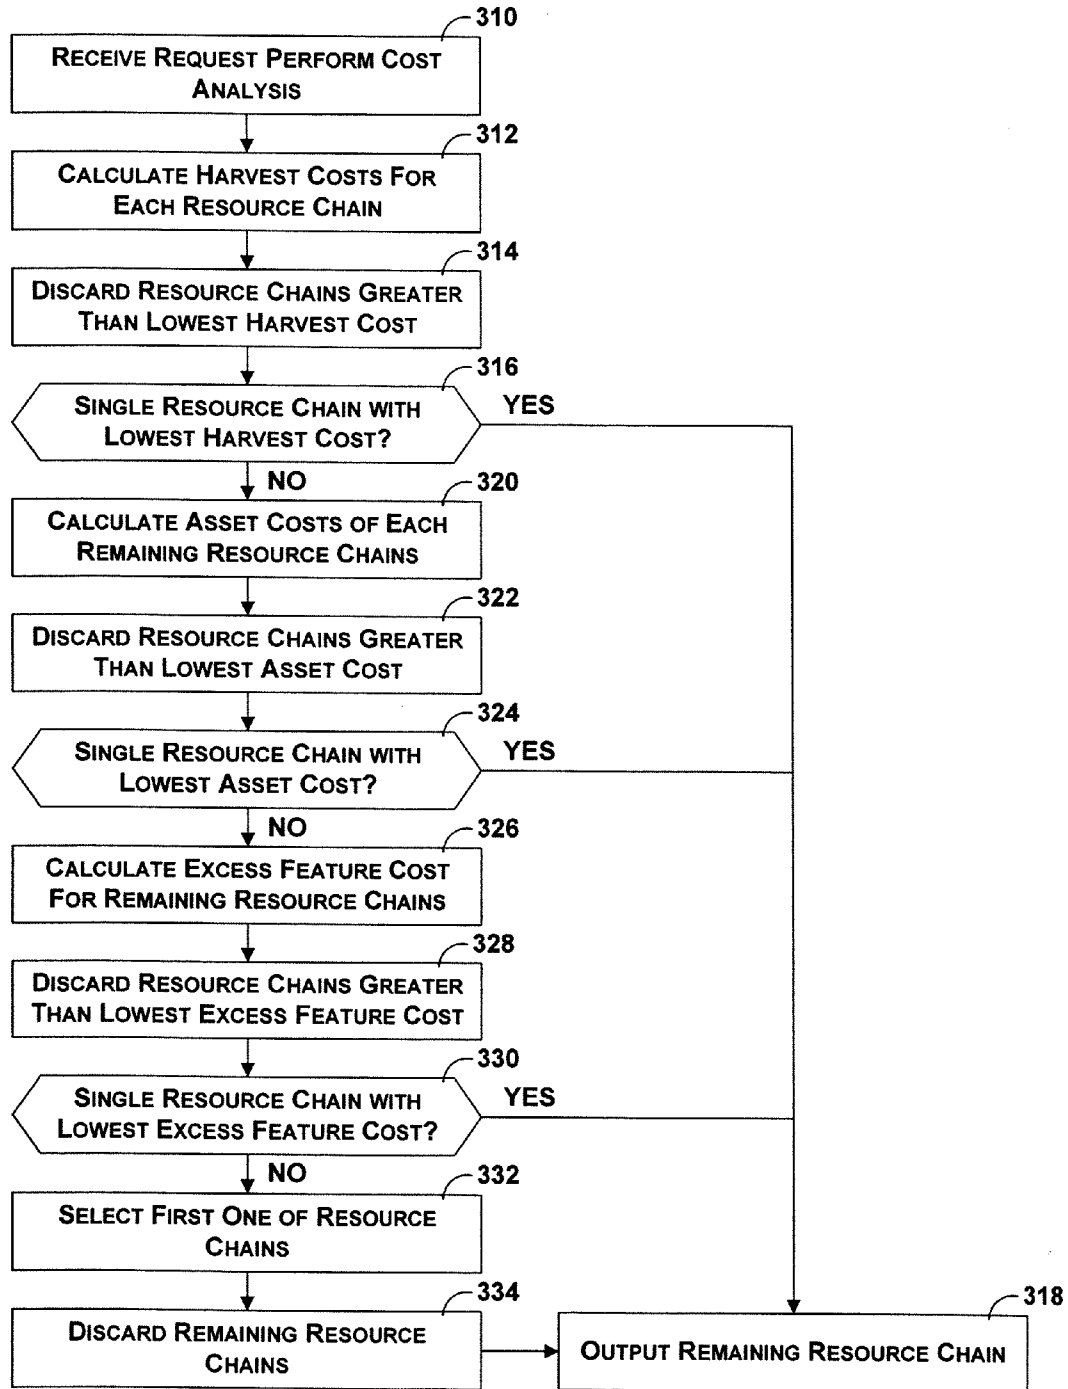 310
RECEIVE REQUEST PERFORM COST
ANALYSIS
312
CALCULATE HARVEST COSTS FOR
EACH RESOURCE CHAIN
314
DISCARD RESOURCE CHAINS GREATER
THAN LOWEST HARVEST COST
316
SINGLE RESOURCE CHAIN WITH
LOWEST HARVEST COST?
YES
NO
320
CALCULATE ASSET COSTS OF EACH
REMAINING RESOURCE CHAINS
322
DISCARD RESOURCE CHAINS GREATER
THAN LOWEST ASSET COST
324
SINGLE RESOURCE CHAIN WITH
LOWEST ASSET COST?
YES
NO
326
CALCULATE EXCESS FEATURE COST
FOR REMAINING RESOURCE CHAINS
328
DISCARD RESOURCE CHAINS GREATER
THAN LOWEST EXCESS FEATURE COST
330
SINGLE RESOURCE CHAIN WITH
LOWEST EXCESS FEATURE COST?
YES
NO
332
SELECT FIRST ONE OF RESOURCE
CHAINS
334
DISCARD REMAINING RESOURCE
CHAINS
318
OUTPUT REMAINING RESOURCE CHAIN